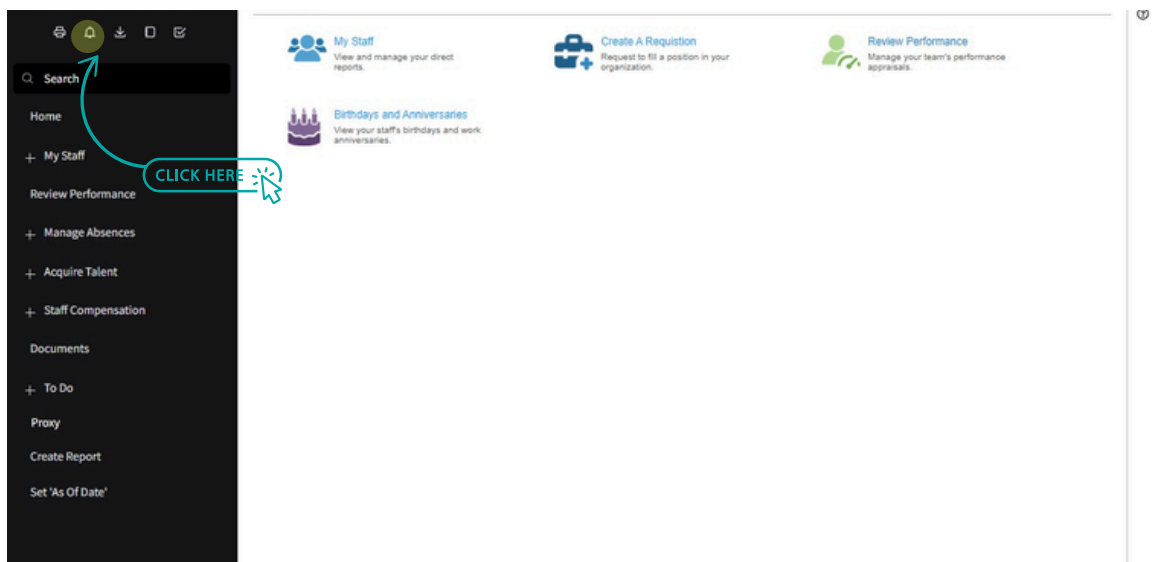 Search
Home
My Staff
CLICK HERE
Review Performance
Manage Absences
Acquire Talent
Staff Compensation
Documents
To Do
Proxy
Create Report
Set 'As Of Date'
My Staff
View and manage your direct
reports.
Create A Requistion
Request to fill a position in your
organization.
Review Performance
Manage your team's performance
appraisals.
Birthdays and Anniversaries
View your staff's birthdays and work
anniversaries.